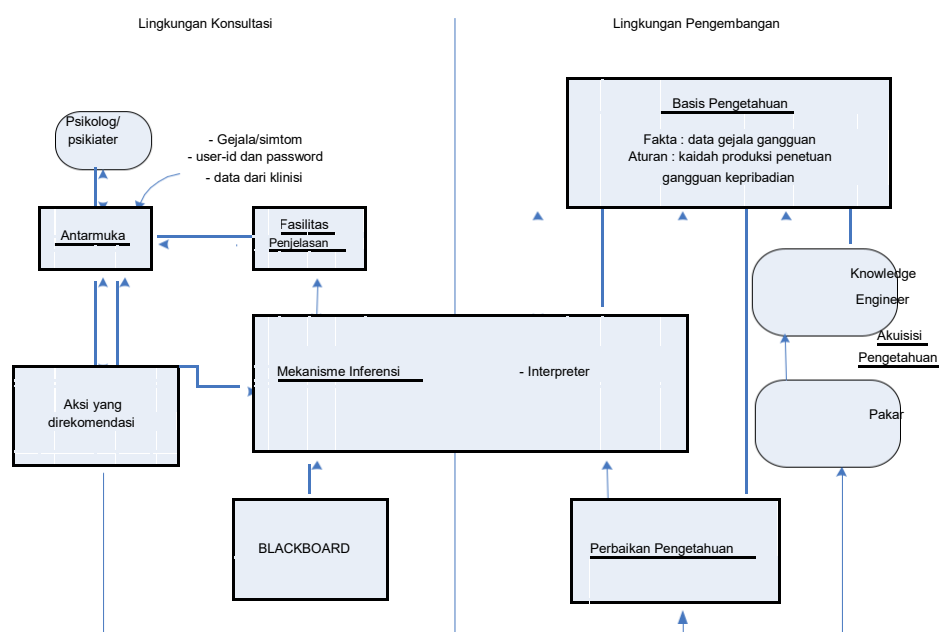 Lingkungan Konsultasi
Lingkungan Pengembangan
Psikolog/
psikiater
- Gejala/simtom
- user-id dan password
- data dari klinisi
Basis Pengetahuan
Fakta : data gejala gangguan
Aturan : kaidah produksi penetuan
gangguan kepribadian
Antarmuka
Fasilitas
Penjelasan
Knowledge
Engineer
Akuisisi
Pengetahuan
Mekanisme Inferensi
- Interpreter
Aksi yang
direkomendasi
Pakar
BLACKBOARD
Perbaikan Pengetahuan